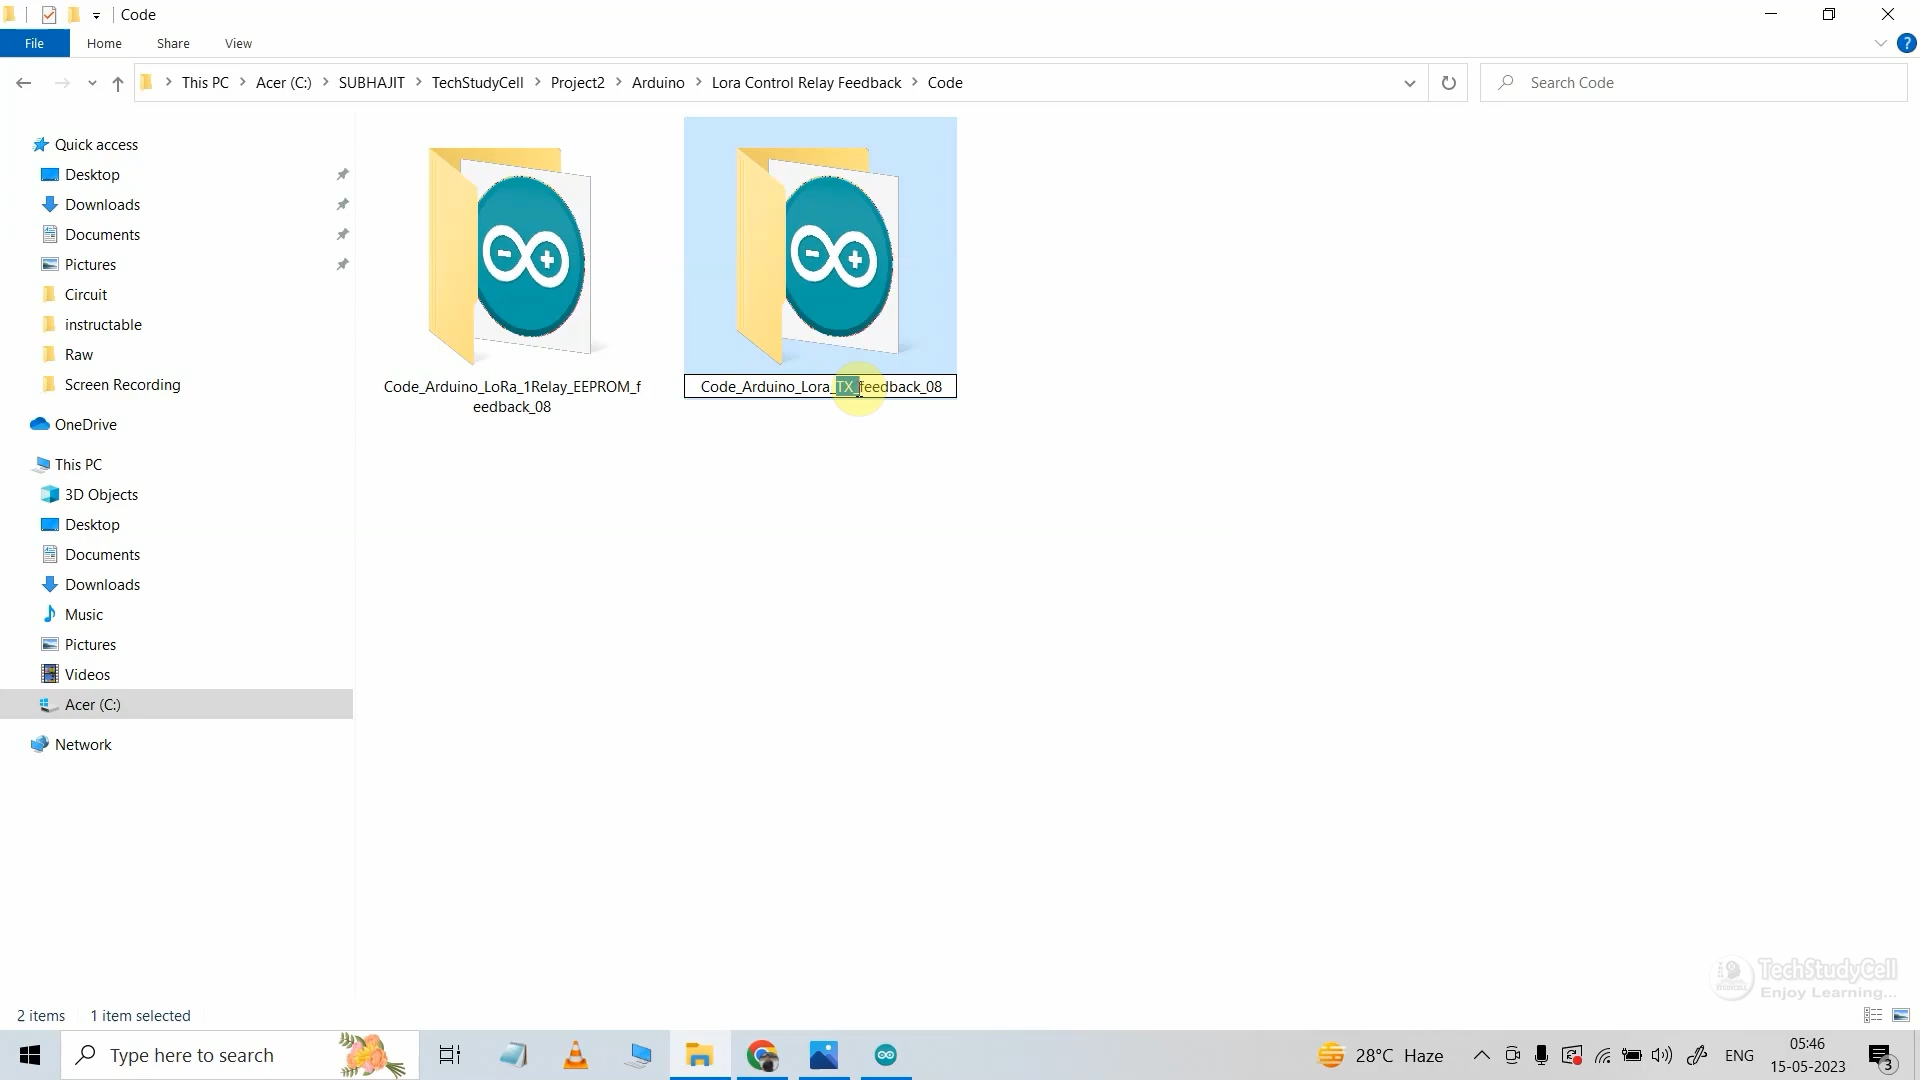 Code
File
Home
Share
View
This PC
Acer (C:)
SUBHAJIT
TechStudyCell
Project2
Arduino
Lora Control Relay Feedback
Code
Search Code
Quick access
Desktop
Downloads
Documents
Pictures
Circuit
instructable
Raw
Screen Recording
OneDrive
This PC
3D Objects
Desktop
Documents
Downloads
Music
Pictures
Videos
Acer (C:)
Network
Code_Arduino_LoRa_1Relay_EEPROM_f
eedback_08
Code_Arduino_Lora_TX_feedback_08
TechStudyCell
Enjoy Learning...
2 items
1 item selected
Type here to search
28°C Haze
ENG
05:46
15-05-2023
3